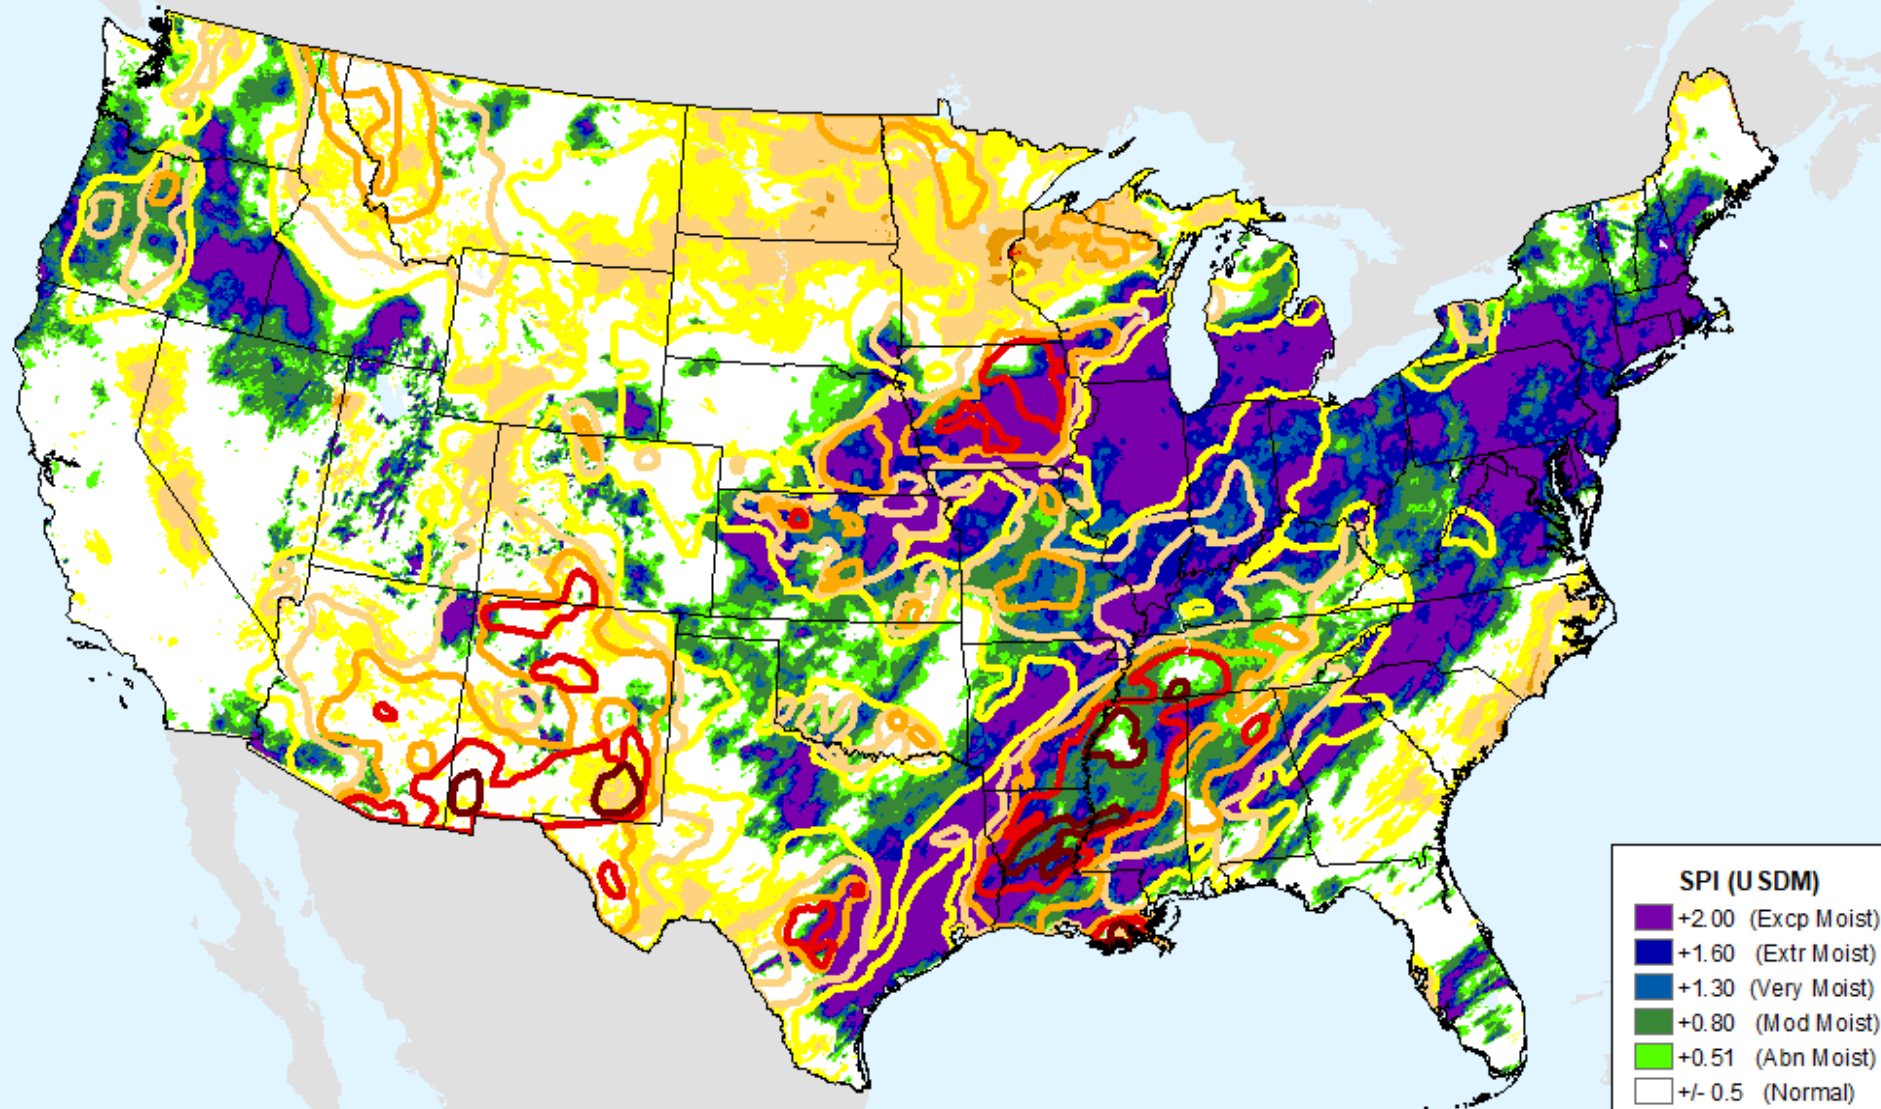 SPI (USDM)
+2.00 (Excp Moist)
+1.60 (Extr Moist)
+1.30 (Very Moist)
+0.80 (Mod Moist)
+0.51 (Abn Moist)
+/- 0.5 (Normal)